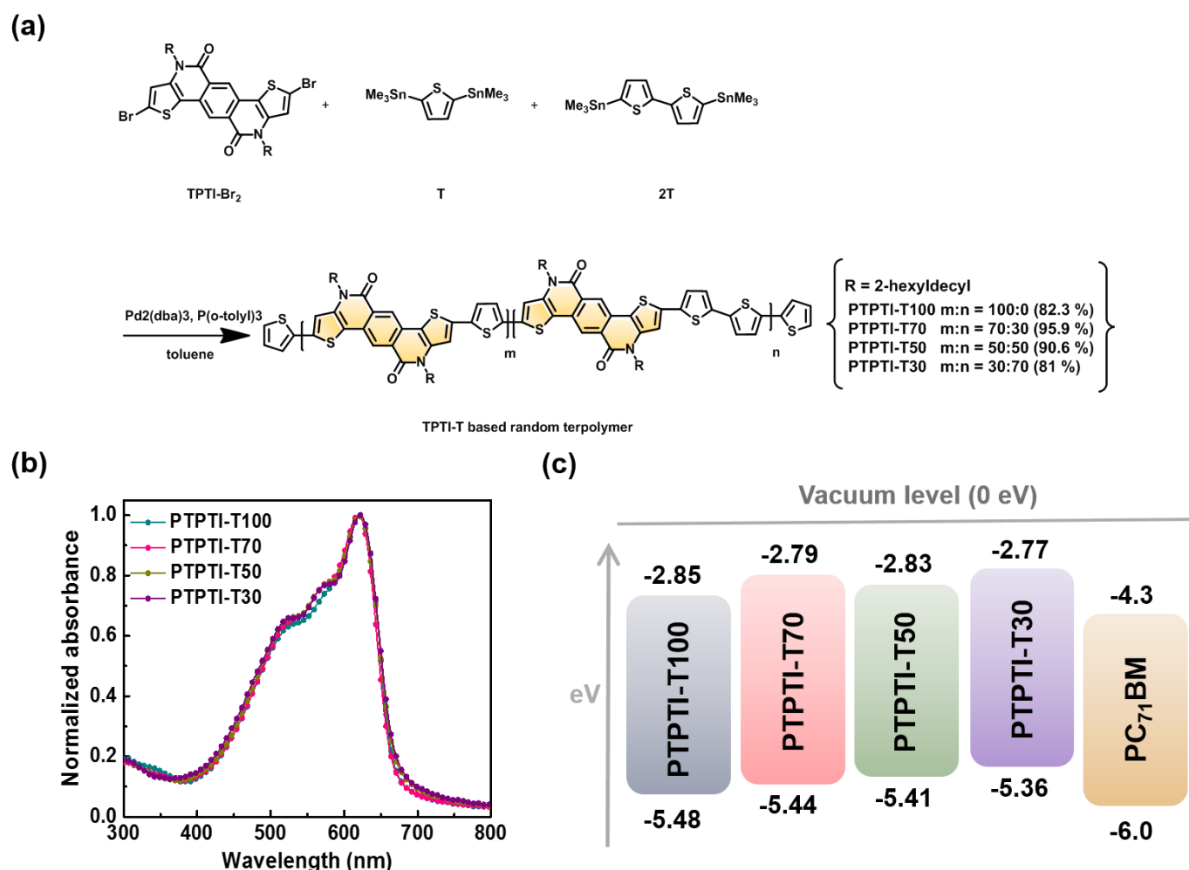 (a)
R
N
O
S
Br
Br
S
O
N
R
+
Me₃Sn
S
SnMe₃
+
Me₃Sn
S
S
SnMe₃
TPTI-Br₂
T
2T
Pd2(dba)3, P(o-tolyl)3
toluene
S
R
N
O
S
S
O
N
R
S
m
R
N
O
S
S
O
N
R
S
S
n
S
R = 2-hexyldecyl
PTPTI-T100 m:n = 100:0 (82.3 %)
PTPTI-T70 m:n = 70:30 (95.9 %)
PTPTI-T50 m:n = 50:50 (90.6 %)
PTPTI-T30 m:n = 30:70 (81 %)
TPTI-T based random terpolymer
(b)
Normalized absorbance
1.0
0.8
0.6
0.4
0.2
0.0
PTPTI-T100
PTPTI-T70
PTPTI-T50
PTPTI-T30
300 400 500 600 700 800
Wavelength (nm)
(c)
Vacuum level (0 eV)
eV
-2.85
PTPTI-T100
-5.48
-2.79
PTPTI-T70
-5.44
-2.83
PTPTI-T50
-5.41
-2.77
PTPTI-T30
-5.36
-4.3
PC₇₁BM
-6.0